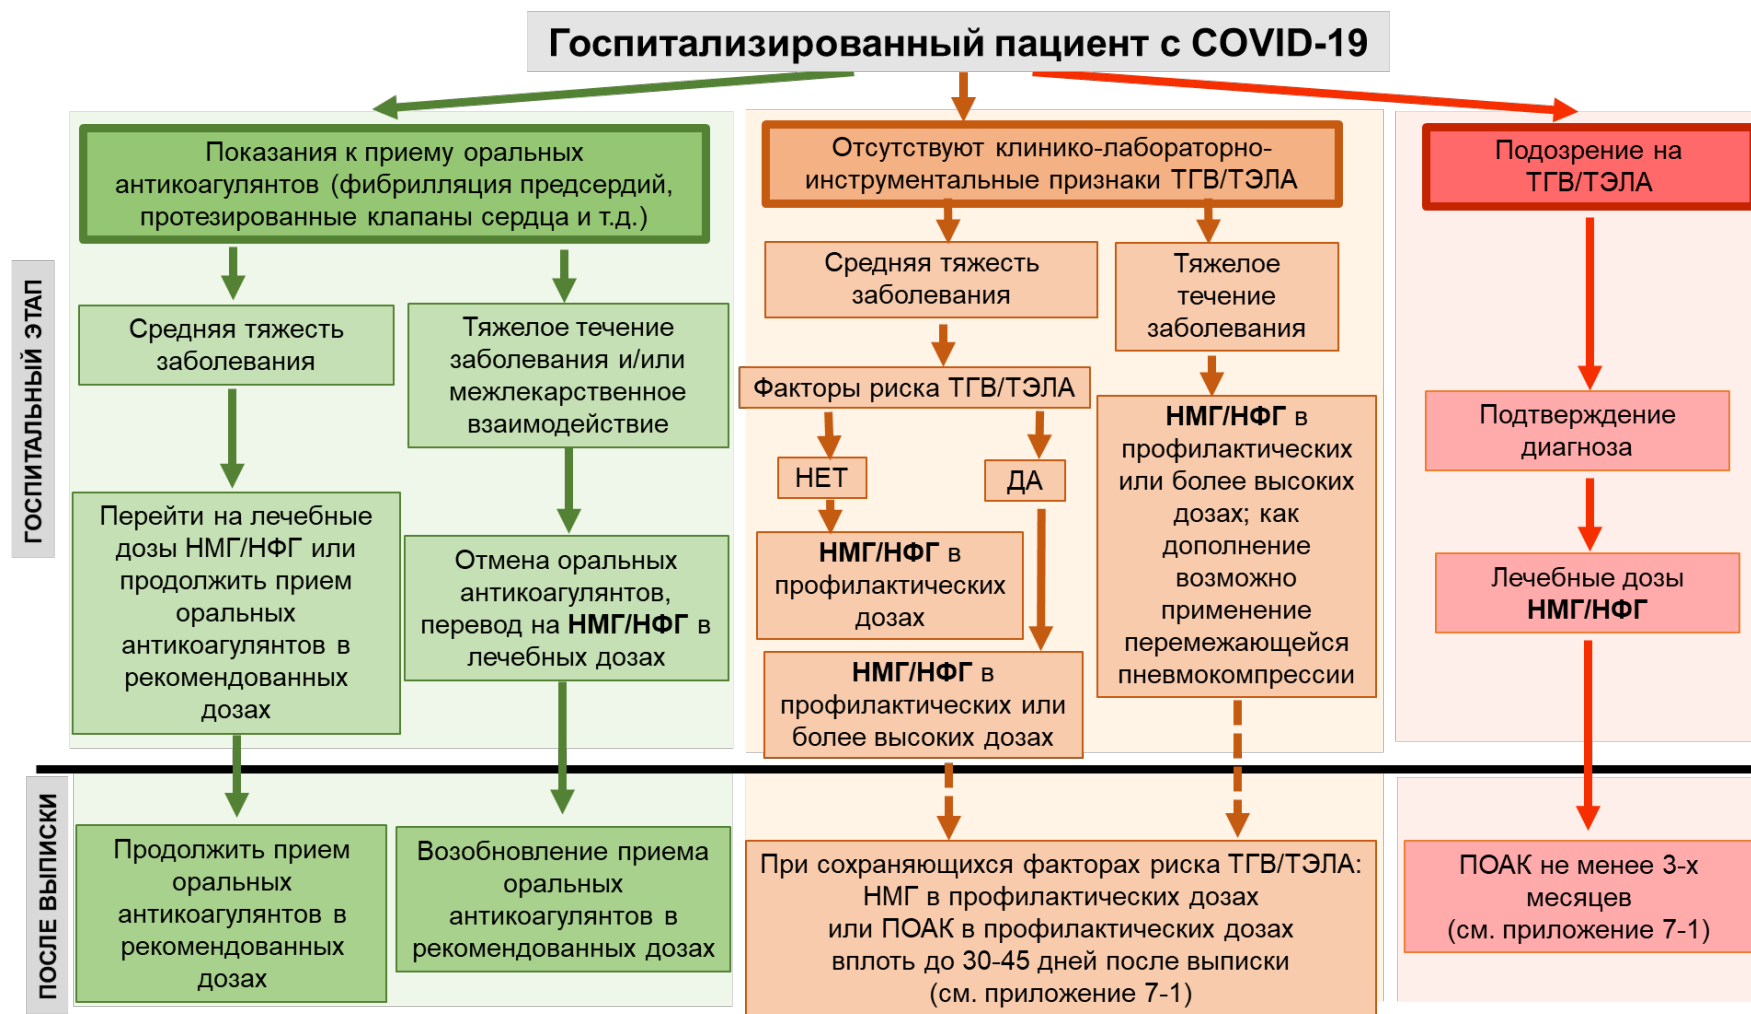 Госпитализированный пациент с COVID-19
ГОСПИТАЛЬНЫЙ ЭТАП
Показания к приему оральных
антикоагулянтов (фибрилляция предсердий,
протезированные клапаны сердца и т.д.)
Средняя тяжесть
заболевания
Перейти на лечебные
дозы НМГ/НФГ или
продолжить прием
оральных
антикоагулянтов в
рекомендованных
дозах
Тяжелое течение
заболевания и/или
межлекарственное
взаимодействие
Отмена оральных
антикоагулянтов,
перевод на НМГ/НФГ в
лечебных дозах
Отсутствуют клинико-лабораторно-
инструментальные признаки ТГВ/ТЭЛА
Средняя тяжесть
заболевания
Факторы риска ТГВ/ТЭЛА
НЕТ
ДА
НМГ/НФГ в
профилактических
дозах
НМГ/НФГ в
профилактических или
более высоких дозах
Тяжелое
течение
заболевания
НМГ/НФГ в
профилактических
или более высоких
дозах; как
дополнение
возможно
применение
перемежающейся
пневмокомпрессии
Подозрение на
ТГВ/ТЭЛА
Подтверждение
диагноза
Лечебные дозы
НМГ/НФГ
ПОСЛЕ ВЫПИСКИ
Продолжить прием
оральных
антикоагулянтов в
рекомендованных
дозах
Возобновление приема
оральных
антикоагулянтов в
рекомендованных дозах
При сохраняющихся факторах риска ТГВ/ТЭЛА:
НМГ в профилактических дозах
или ПОАК в профилактических дозах
вплоть до 30-45 дней после выписки
(см. приложение 7-1)
ПОАК не менее 3-х
месяцев
(см. приложение 7-1)